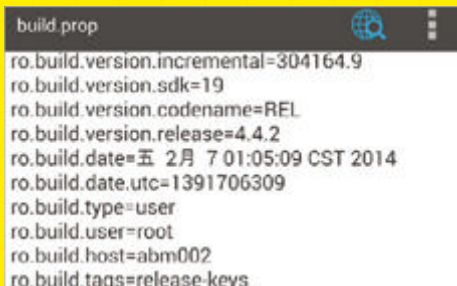 build.prop
ro.build.version.incremental=304164.9
ro.build.version.sdk=19
ro.build.version.codename=REL
ro.build.version.release=4.4.2
ro.build.date=五 2月 7 01:05:09 CST 2014
ro.build.date.utc=1391706309
ro.build.type=user
ro.build.user=root
ro.build.host=abm002
ro.build.tags=release-keys